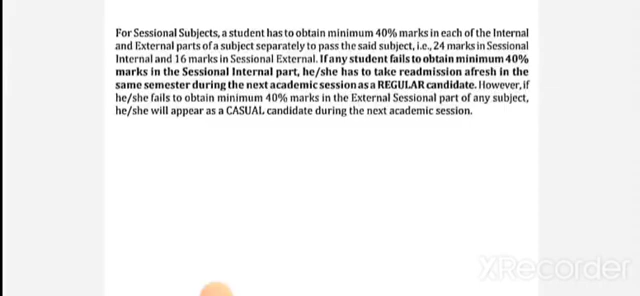 For Sessional Subjects, a student has to obtain minimum 40% marks in each of the Internal
and External parts of a subject separately to pass the said subject, i.e., 24 marks in Sessional
Internal and 16 marks in Sessional External. If any student fails to obtain minimum 40%
marks in the Sessional Internal part, he/she has to take readmission afresh in the
same semester during the next academic session as a REGULAR candidate. However, if
he/she fails to obtain minimum 40% marks in the External Sessional part of any subject,
he/she will appear as a CASUAL candidate during the next academic session.
XRecorder